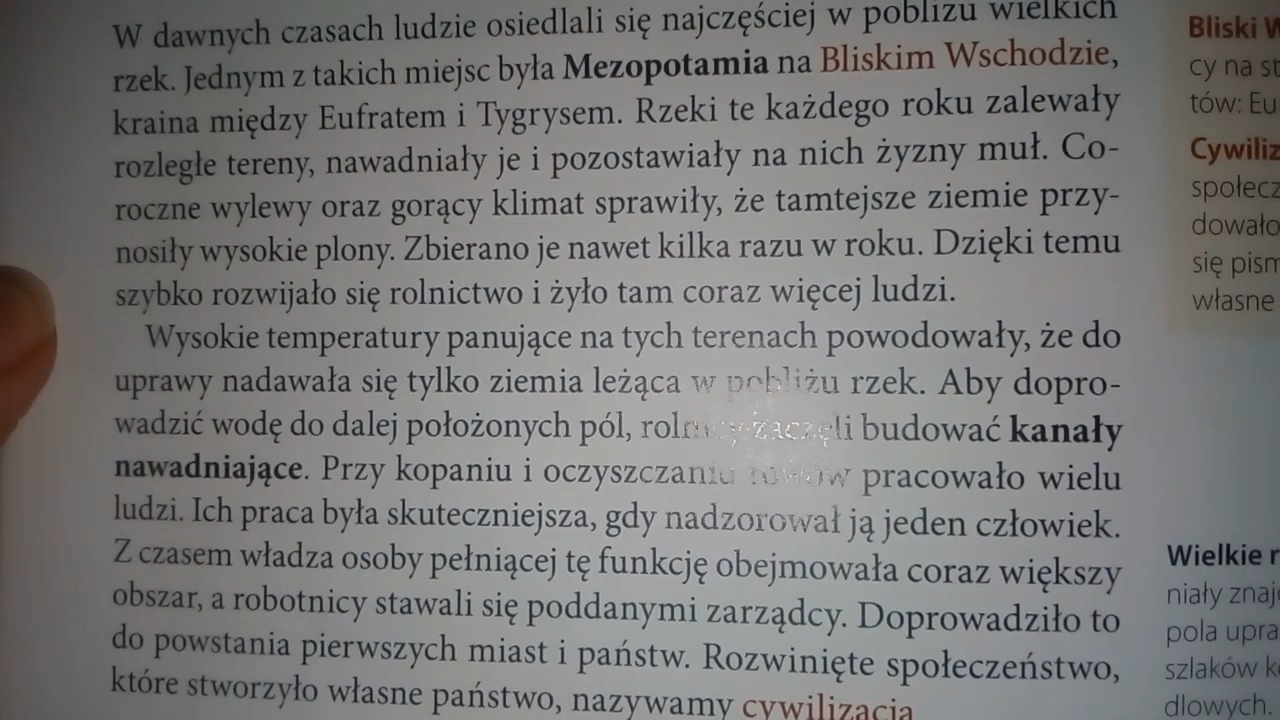 W dawnych czasach ludzie osiedlali się najczęściej w pobliżu wielkich
rzek. Jednym z takich miejsc była Mezopotamia na Bliskim Wschodzie,
kraina między Eufratem i Tygrysem. Rzeki te każdego roku zalewały
rozległe tereny, nawadniały je i pozostawiały na nich żyzny muł. Co-
roczne wylewy oraz gorący klimat sprawiły, że tamtejsze ziemie przy-
nosiły wysokie plony. Zbierano je nawet kilka razu w roku. Dzięki temu
szybko rozwijało się rolnictwo i żyło tam coraz więcej ludzi.
Wysokie temperatury panujące na tych terenach powodowały, że do
uprawy nadawała się tylko ziemia leżąca w pobliżu rzek. Aby dopro-
wadzić wodę do dalej położonych pól, rolnicy zaczęli budować kanały
nawadniające. Przy kopaniu i oczyszczaniu rowów pracowało wielu
ludzi. Ich praca była skuteczniejsza, gdy nadzorował ją jeden człowiek.
Z czasem władza osoby pełniącej tę funkcję obejmowała coraz większy
obszar, a robotnicy stawali się poddanymi zarządcy. Doprowadziło to
do powstania pierwszych miast i państw. Rozwinięte społeczeństwo,
które stworzyło własne państwo, nazywamy cywilizacją
Bliski
cy na st
tów: Eu
Cywiliz
społecz
dowało
się pism
własne
Wielkie
niały znaj
pola upra
szlaków
dlowych.